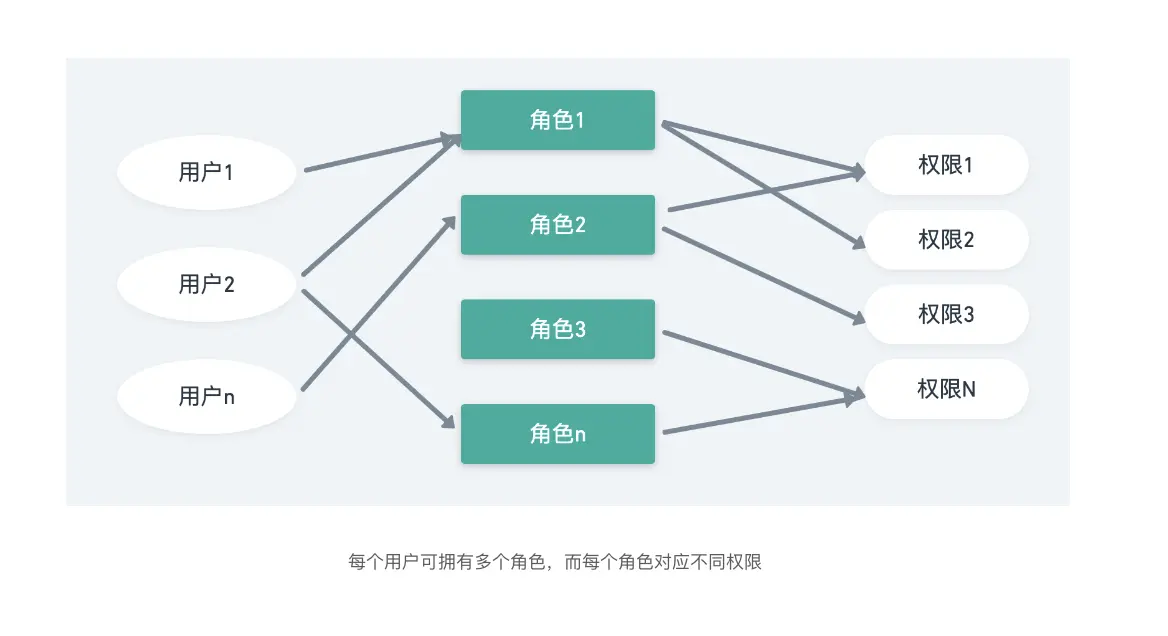 用户1
用户2
用户n
角色1
角色2
角色3
角色n
权限1
权限2
权限3
权限N
每个用户可拥有多个角色，而每个角色对应不同权限